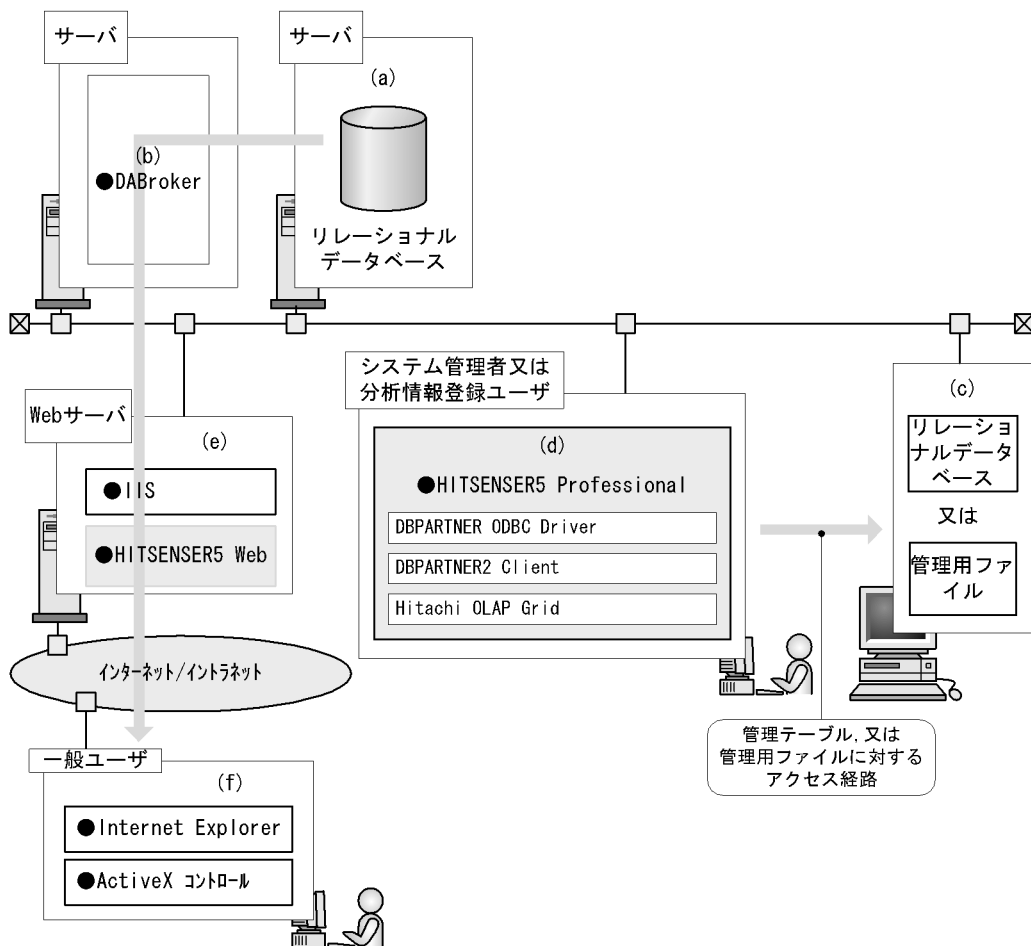 サーバ
サーバ
(a)
(b)
●DABroker
リレーショナル
データベース
システム管理者又は
分析情報登録ユーザ
(c)
リレーショ
ナルデータ
ベース
又は
管理用ファ
イル
Webサーバ
(e)
●IIS
●HITSENSER5 Web
(d)
●HITSENSER5 Professional
DBPARTNER ODBC Driver
DBPARTNER2 Client
Hitachi OLAP Grid
インターネット/イントラネット
管理テーブル,又は
管理用ファイルに対する
アクセス経路
一般ユーザ
(f)
●Internet Explorer
●ActiveX コントロール